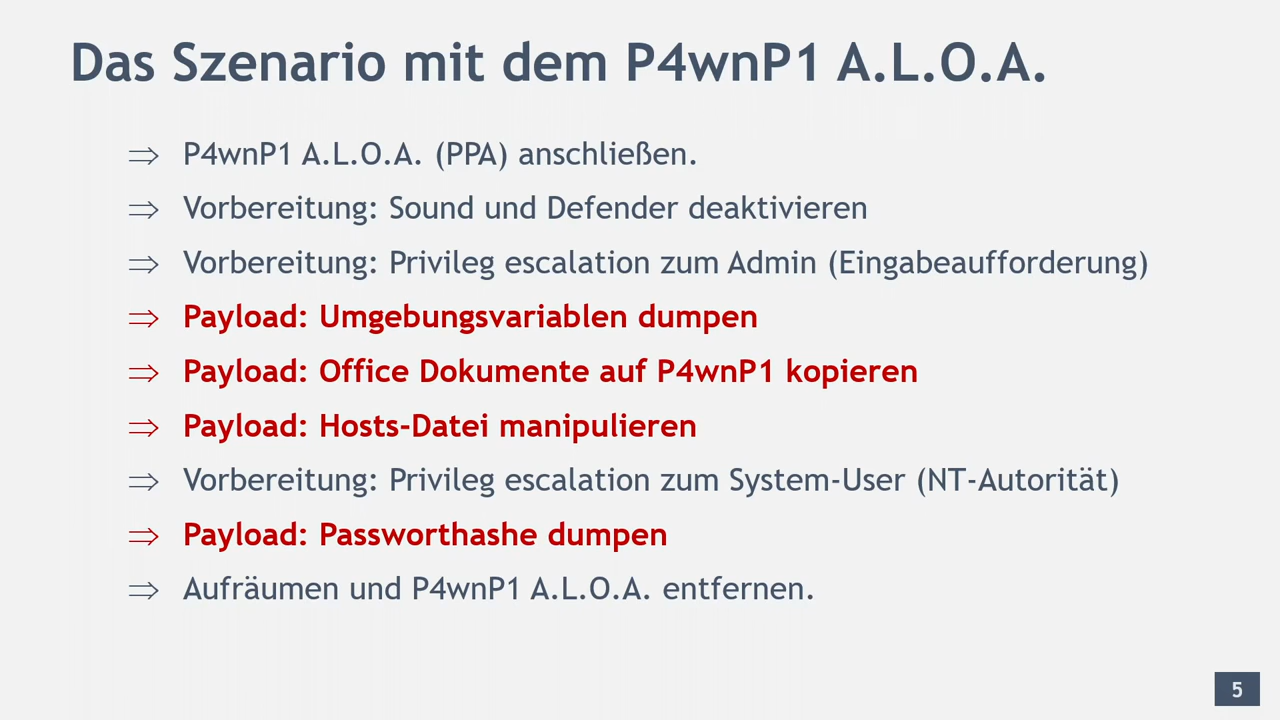 Das Szenario mit dem P4wnP1 A.L.O.A.
⇒ P4wnP1 A.L.O.A. (PPA) anschließen.
⇒ Vorbereitung: Sound und Defender deaktivieren
⇒ Vorbereitung: Privileg escalation zum Admin (Eingabeaufforderung)
⇒ Payload: Umgebungsvariablen dumpen
⇒ Payload: Office Dokumente auf P4wnP1 kopieren
⇒ Payload: Hosts-Datei manipulieren
⇒ Vorbereitung: Privileg escalation zum System-User (NT-Autorität)
⇒ Payload: Passworthashe dumpen
⇒ Aufräumen und P4wnP1 A.L.O.A. entfernen.
5